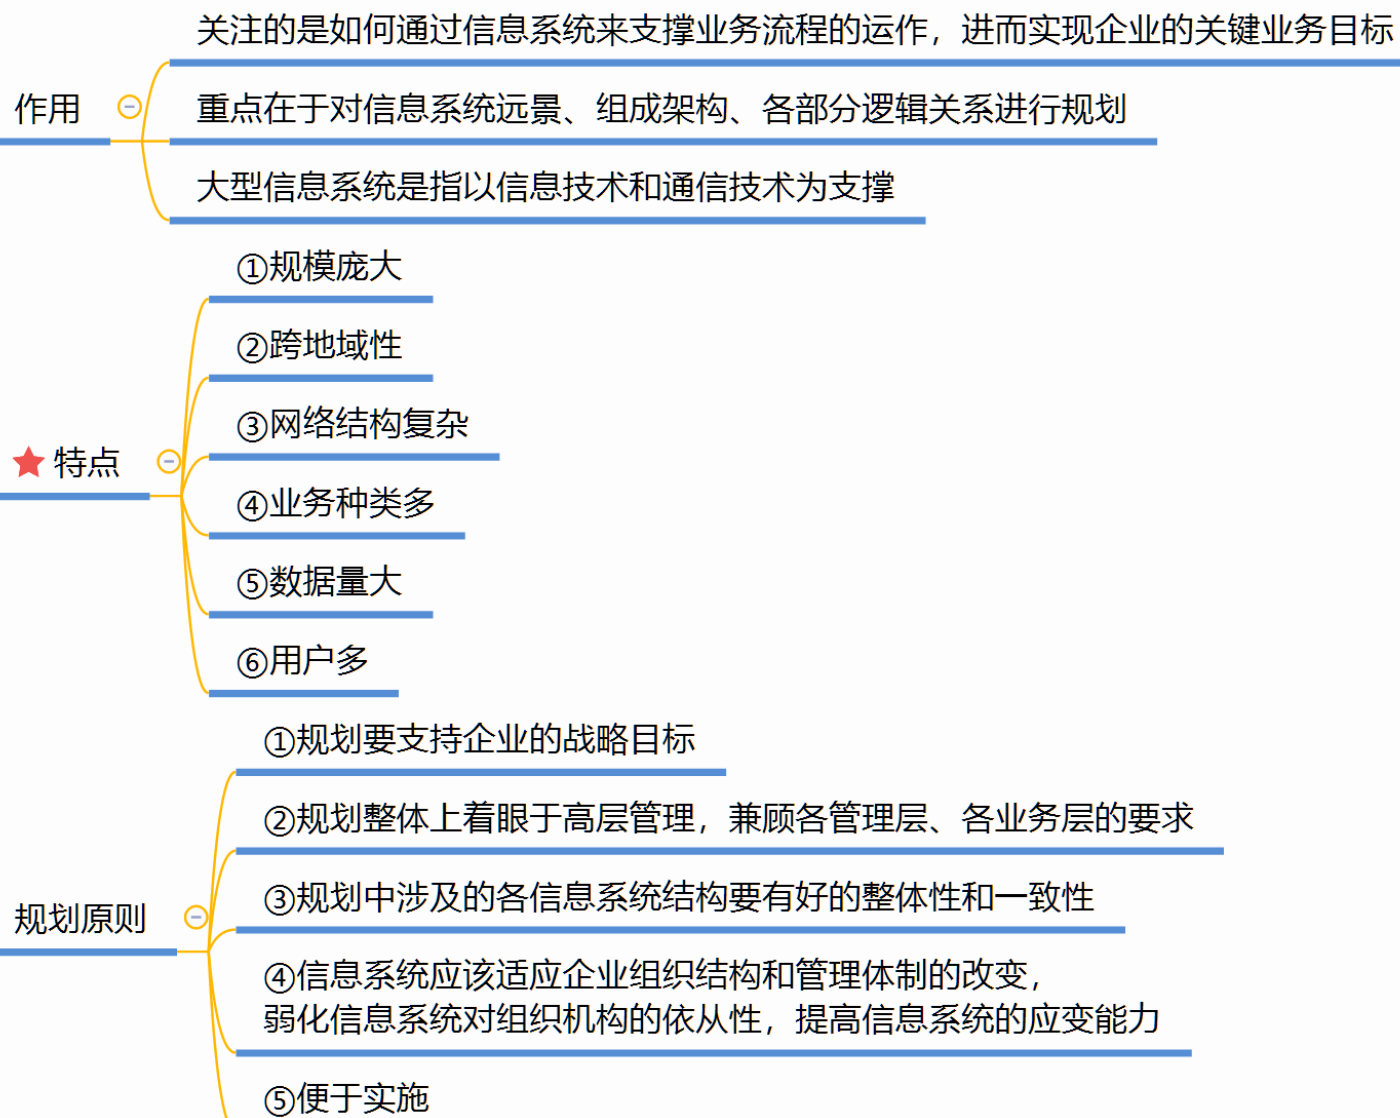 作用
关注的是如何通过信息系统来支撑业务流程的运作，进而实现企业的关键业务目标
重点在于对信息系统远景、组成架构、各部分逻辑关系进行规划
大型信息系统是指以信息技术和通信技术为支撑
特点
①规模庞大
②跨地域性
③网络结构复杂
④业务种类多
⑤数据量大
⑥用户多
规划原则
①规划要支持企业的战略目标
②规划整体上着眼于高层管理，兼顾各管理层、各业务层的要求
③规划中涉及的各信息系统结构要有好的整体性和一致性
④信息系统应该适应企业组织结构和管理体制的改变，
弱化信息系统对组织机构的依从性，提高信息系统的应变能力
⑤便于实施